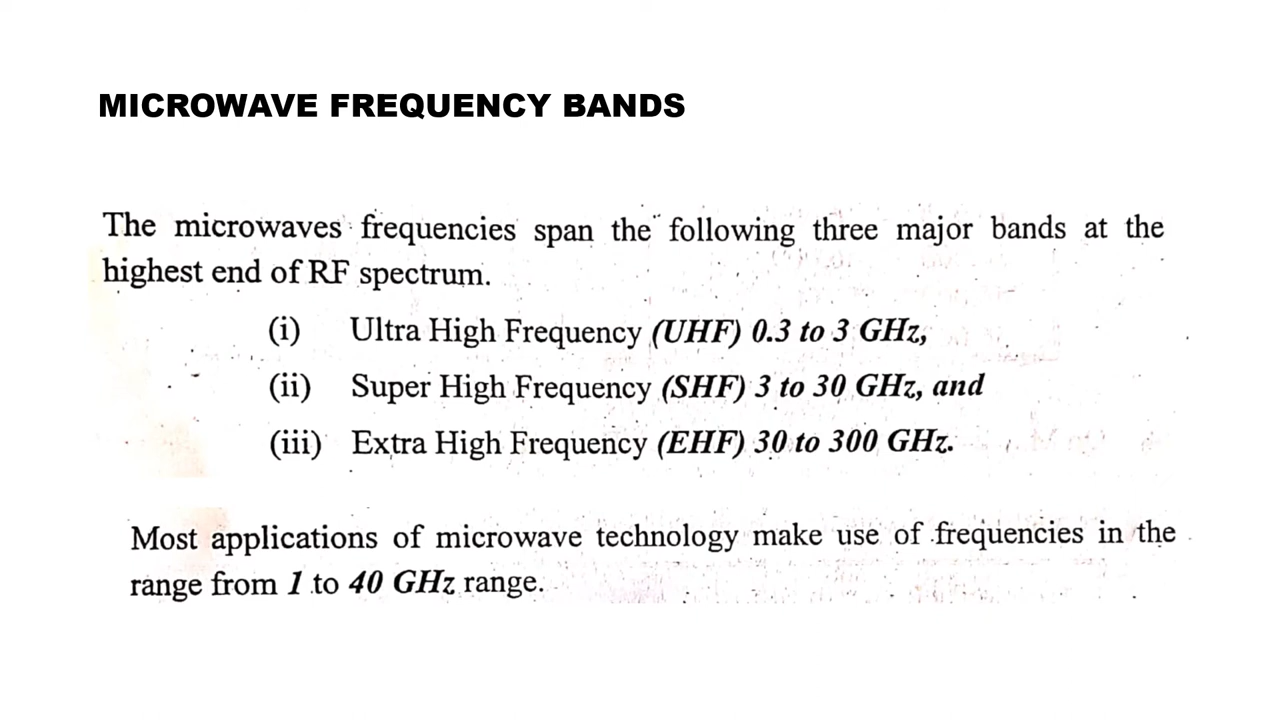 MICROWAVE FREQUENCY BANDS
The microwaves frequencies span the following three major bands at the
highest end of RF spectrum.
(i) Ultra High Frequency (UHF) 0.3 to 3 GHz,
(ii) Super High Frequency (SHF) 3 to 30 GHz, and
(iii) Extra High Frequency (EHF) 30 to 300 GHz.
Most applications of microwave technology make use of frequencies in the
range from 1 to 40 GHz range.